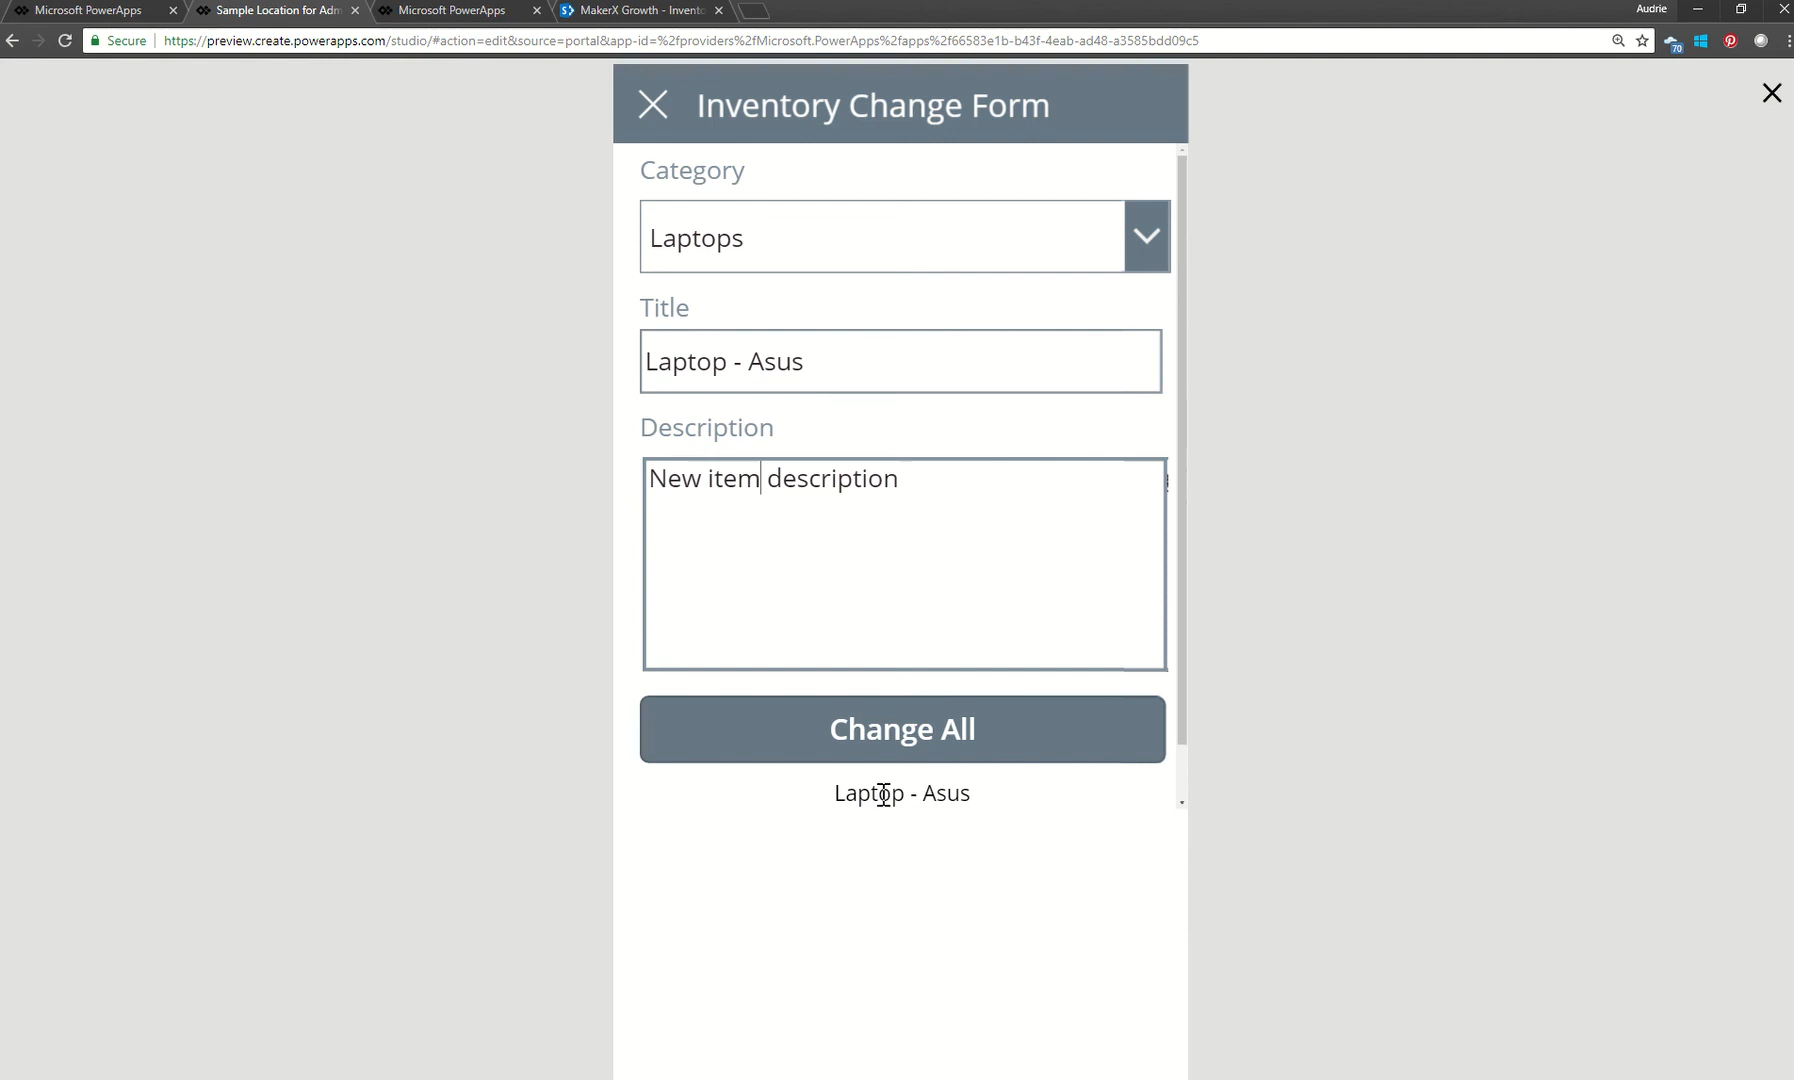 Microsoft PowerApps
Sample Location for Adm
Microsoft PowerApps
MakerX Growth - Invento
Audrie
Secure
https://preview.create.powerapps.com/studio/#action=edit&source=portal&app-id=%2fproviders%2fMicrosoft.PowerApps%2fapps%2f66583e1b-b43f-4eab-ad48-a3585bdd09c5
70
Inventory Change Form
Category
Laptops
Title
Laptop - Asus
Description
New item description
Change All
Laptop - Asus